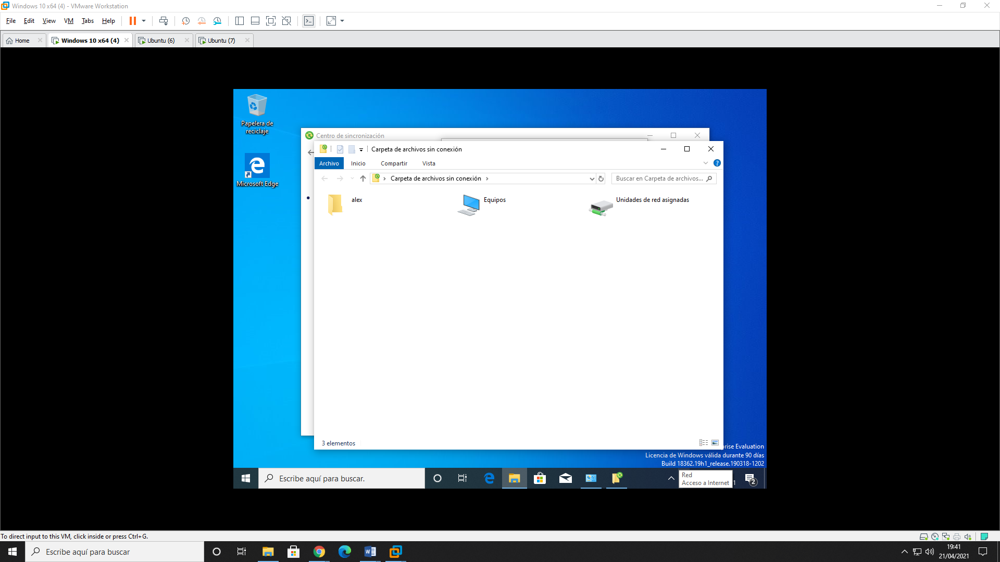 Windows 10 x64 (4) - VMware Workstation
File Edit View VM Tabs Help
Home Windows 10 x64 (4) Ubuntu (6) Ubuntu (7)
Papelera de
reciclaje
Microsoft Edge
Centro de sincronización
Carpeta de archivos sin conexión
Archivo Inicio Compartir Vista
Carpeta de archivos sin conexión
Buscar en Carpeta de archivos...
alex
Equipos
Unidades de red asignadas
3 elementos
rise Evaluation
Licencia de Windows válida durante 90 días
Build 18362.19h1_release.190318-1202
Escribe aquí para buscar.
Red
Acceso a Internet
1
2
To direct input to this VM, click inside or press Ctrl+G.
Escribe aquí para buscar
19:41
21/04/2021